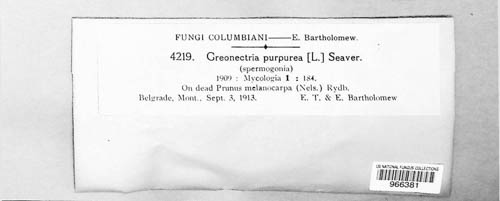 FUNGI COLUMBIANI——E. Bartholomew.
4219. Greonectria purpurea [L.] Seaver.
(spermogonia)
1909 : Mycologia 1 : 184.
On dead Prunus melanocarpa (Nels.) Rydb.
Belgrade, Mont., Sept. 3, 1913. E. T. & E. Bartholomew
US NATIONAL FUNGUS COLLECTIONS
966381